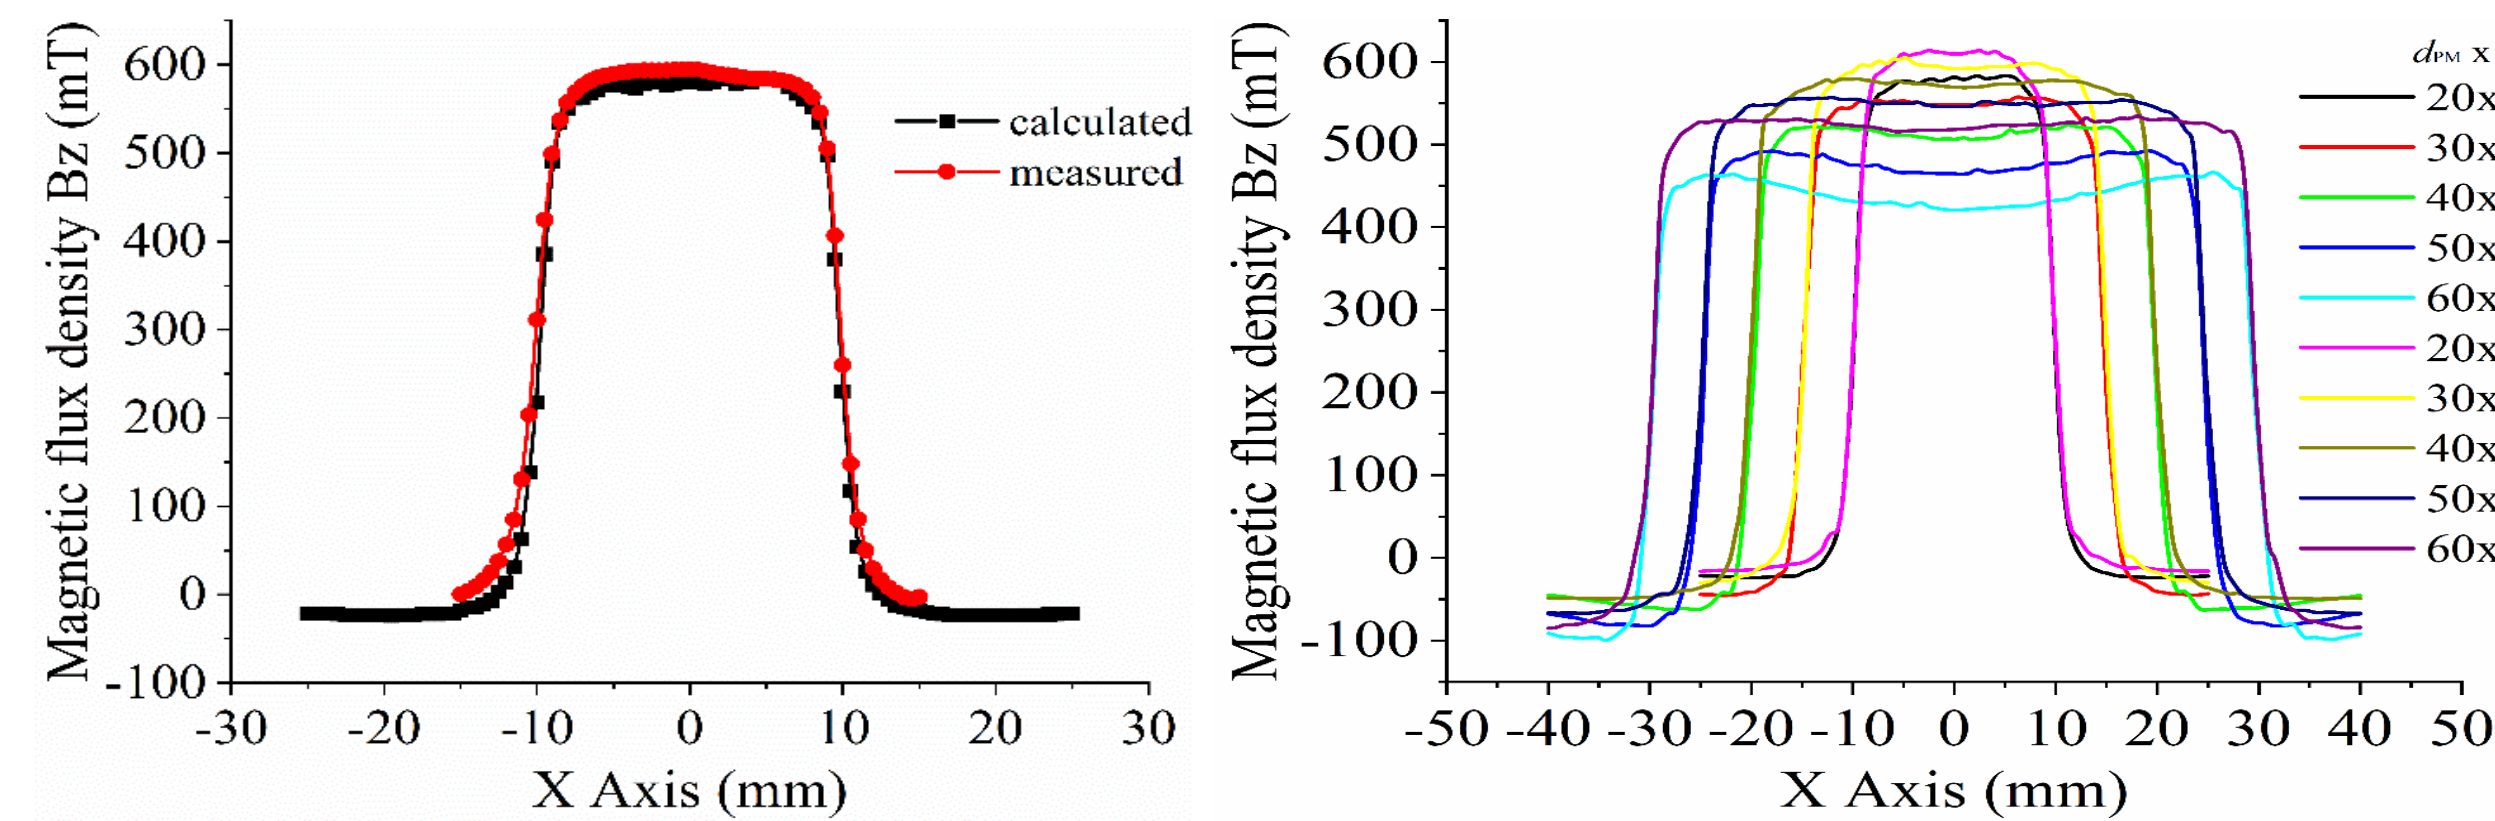 Magnetic flux density Bz (mT)
600
500
400
300
200
100
0
-100
-30 -20 -10 0 10 20 30
X Axis (mm)
calculated
measured
Magnetic flux density Bz (mT)
600
500
400
300
200
100
0
-100
-50 -40 -30 -20 -10 0 10 20 30 40 50
X Axis (mm)
dPM x
20x
30x
40x
50x
60x
20x
30x
40x
50x
60x